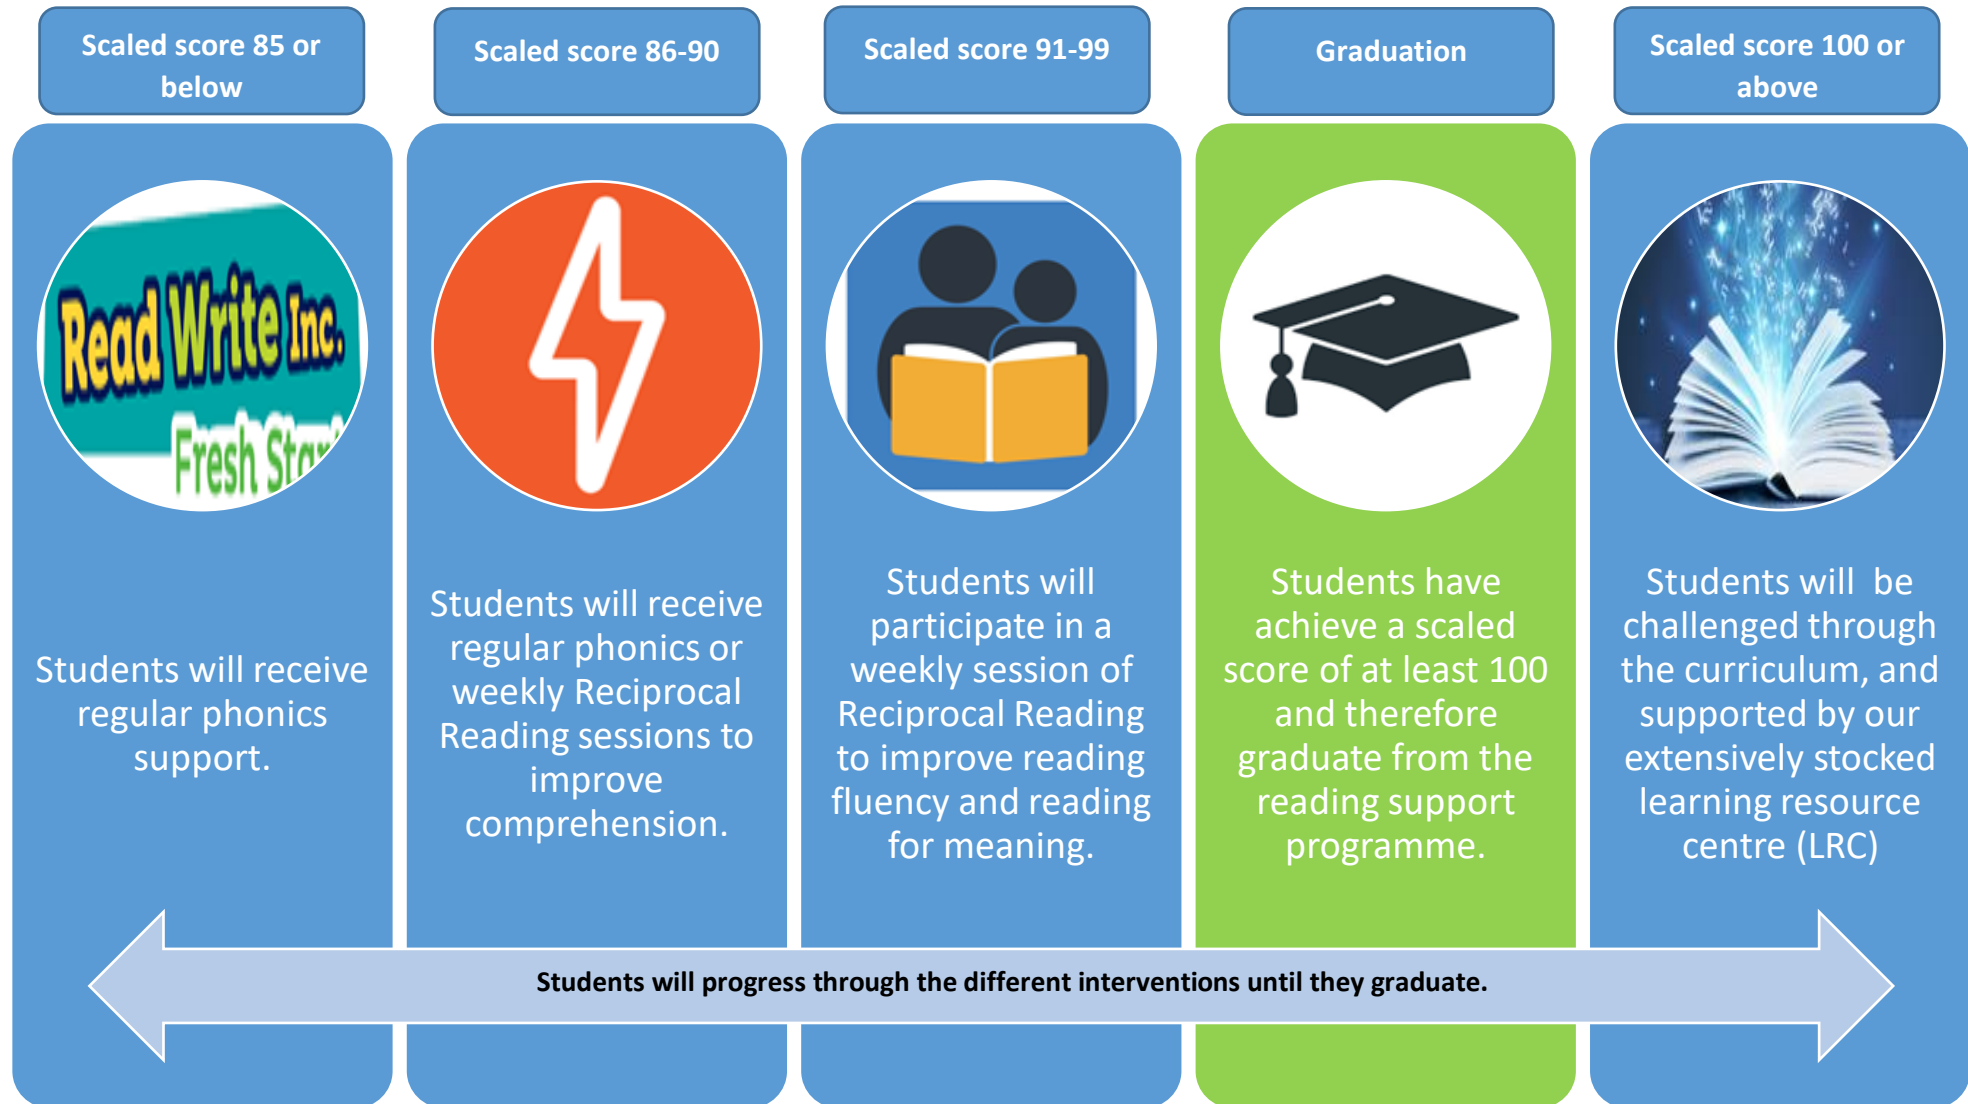 Scaled score 85 or
below
Scaled score 86-90
Scaled score 91-99
Graduation
Scaled score 100 or
above
Read Write Inc.
Fresh
Students will receive
regular phonics
support.
Students will receive
regular phonics or
weekly Reciprocal
Reading sessions to
improve
comprehension.
Students will
participate in a
weekly session of
Reciprocal Reading
to improve reading
fluency and reading
for meaning.
Students have
achieve a scaled
score of at least 100
and therefore
graduate from the
reading support
programme.
Students will  be
challenged through
the curriculum, and
supported by our
extensively stocked
learning resource
centre (LRC)
Students will progress through the different interventions until they graduate.